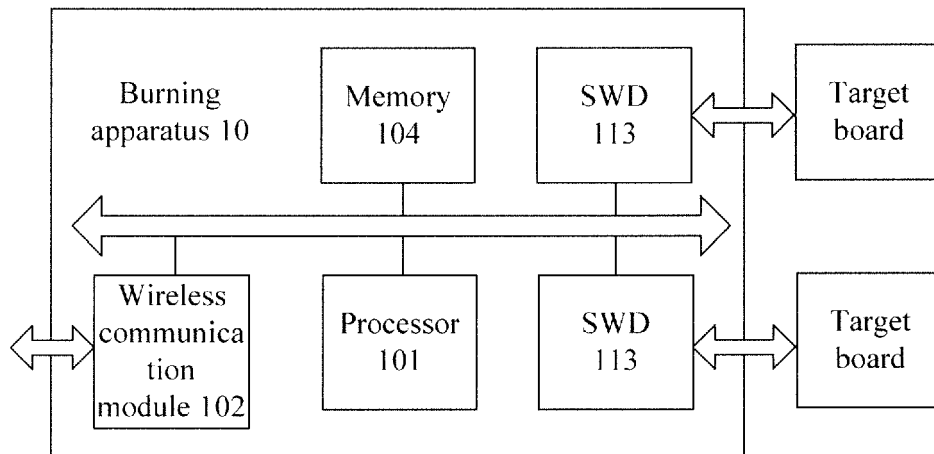 Burning
apparatus 10
Memory
104
SWD
113
Target
board
Wireless
communica
tion
module 102
Processor
101
SWD
113
Target
board